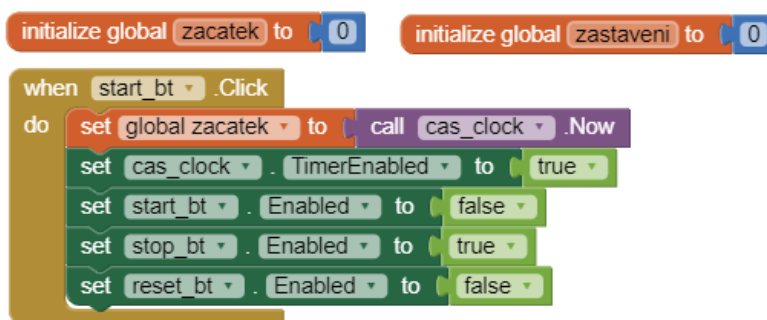 initialize global zacatek to 0
initialize global zastaveni to 0
when start_bt .Click
do set global zacatek to call cas_clock .Now
set cas_clock . TimerEnabled to true
set start_bt . Enabled to false
set stop_bt . Enabled to true
set reset_bt . Enabled to false